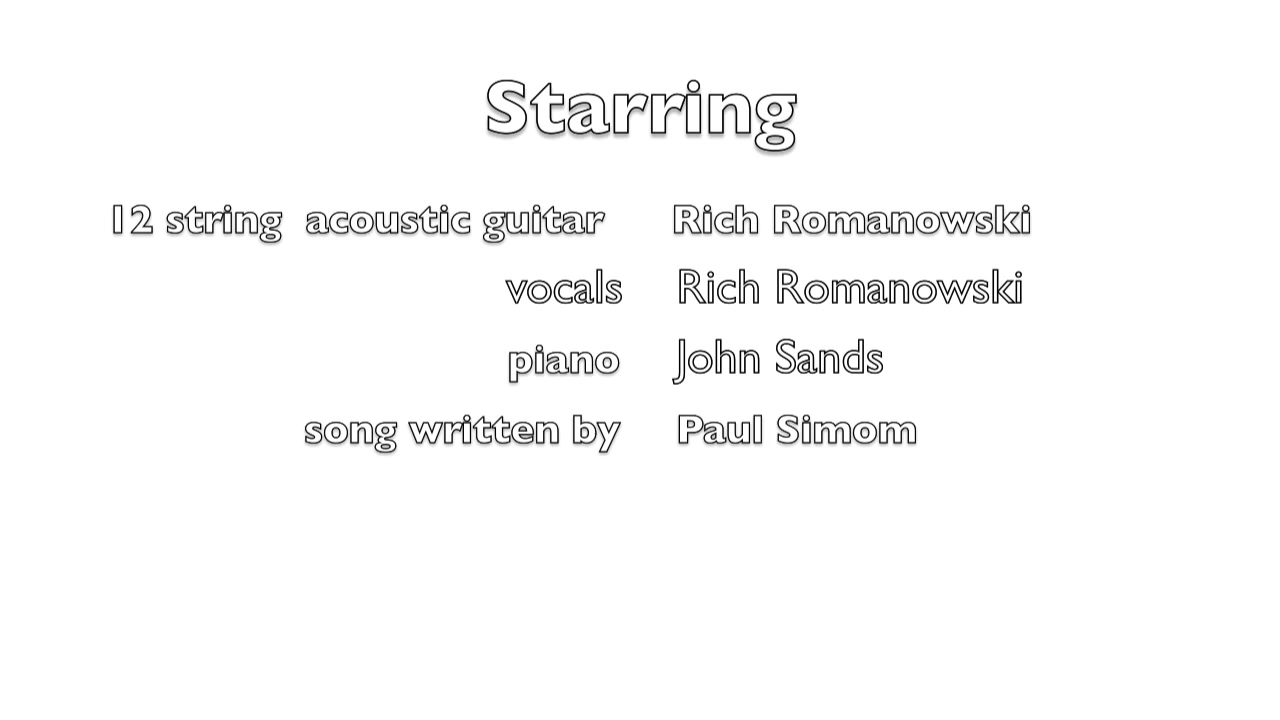 Starring
12 string  acoustic guitar Rich Romanowski
vocals Rich Romanowski
piano John Sands
song written by Paul Simom